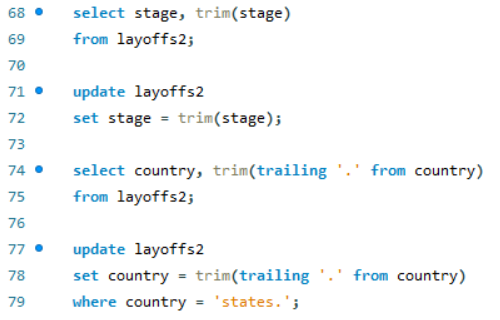 68 select stage, trim(stage)
69 from layoffs2;
70
71 update layoffs2
72 set stage = trim(stage);
73
74 select country, trim(trailing '.' from country)
75 from layoffs2;
76
77 update layoffs2
78 set country = trim(trailing '.' from country)
79 where country = 'states.';